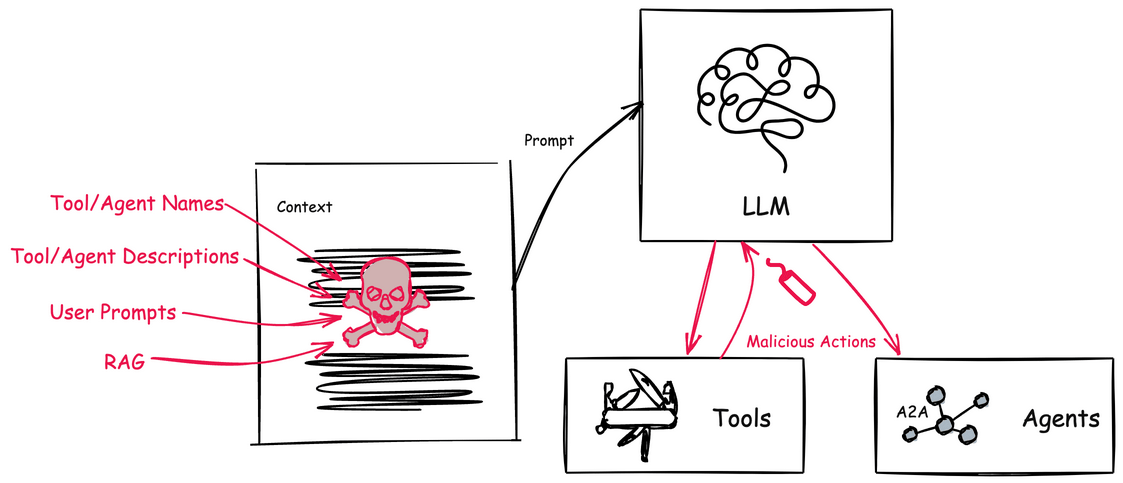 Prompt
LLM
Tool/Agent Names
Context
Tool/Agent Descriptions
User Prompts
RAG
Malicious Actions
Tools
A2A
Agents